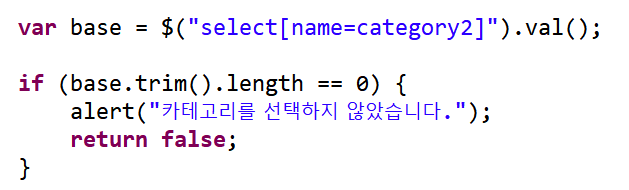 var base = $("select[name=category2]").val();
if (base.trim().length == 0) {
alert("카테고리를 선택하지 않았습니다.");
return false;
}